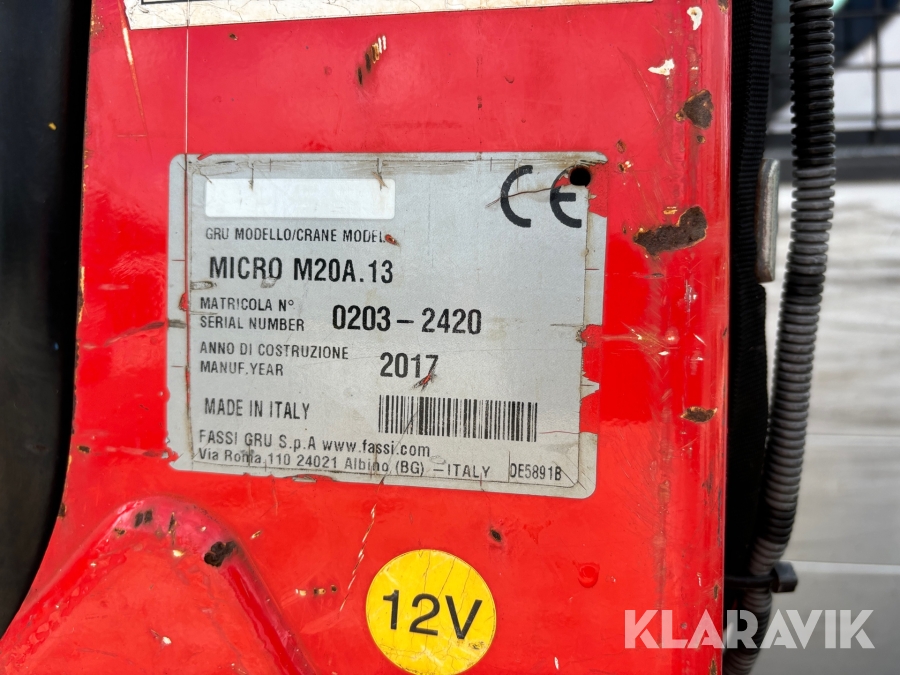 CE
GRU MODELLO/CRANE MODEL
MICRO M20A.13
MATRICOLA N°
SERIAL NUMBER 0203-2420
ANNO DI COSTRUZIONE
MANUF.YEAR 2017
MADE IN ITALY
FASSI GRU S.p.A www.fassi.com
Via Roma,110 24021 Albino (BG) - ITALY DE5891B
12V
KLARAVIK